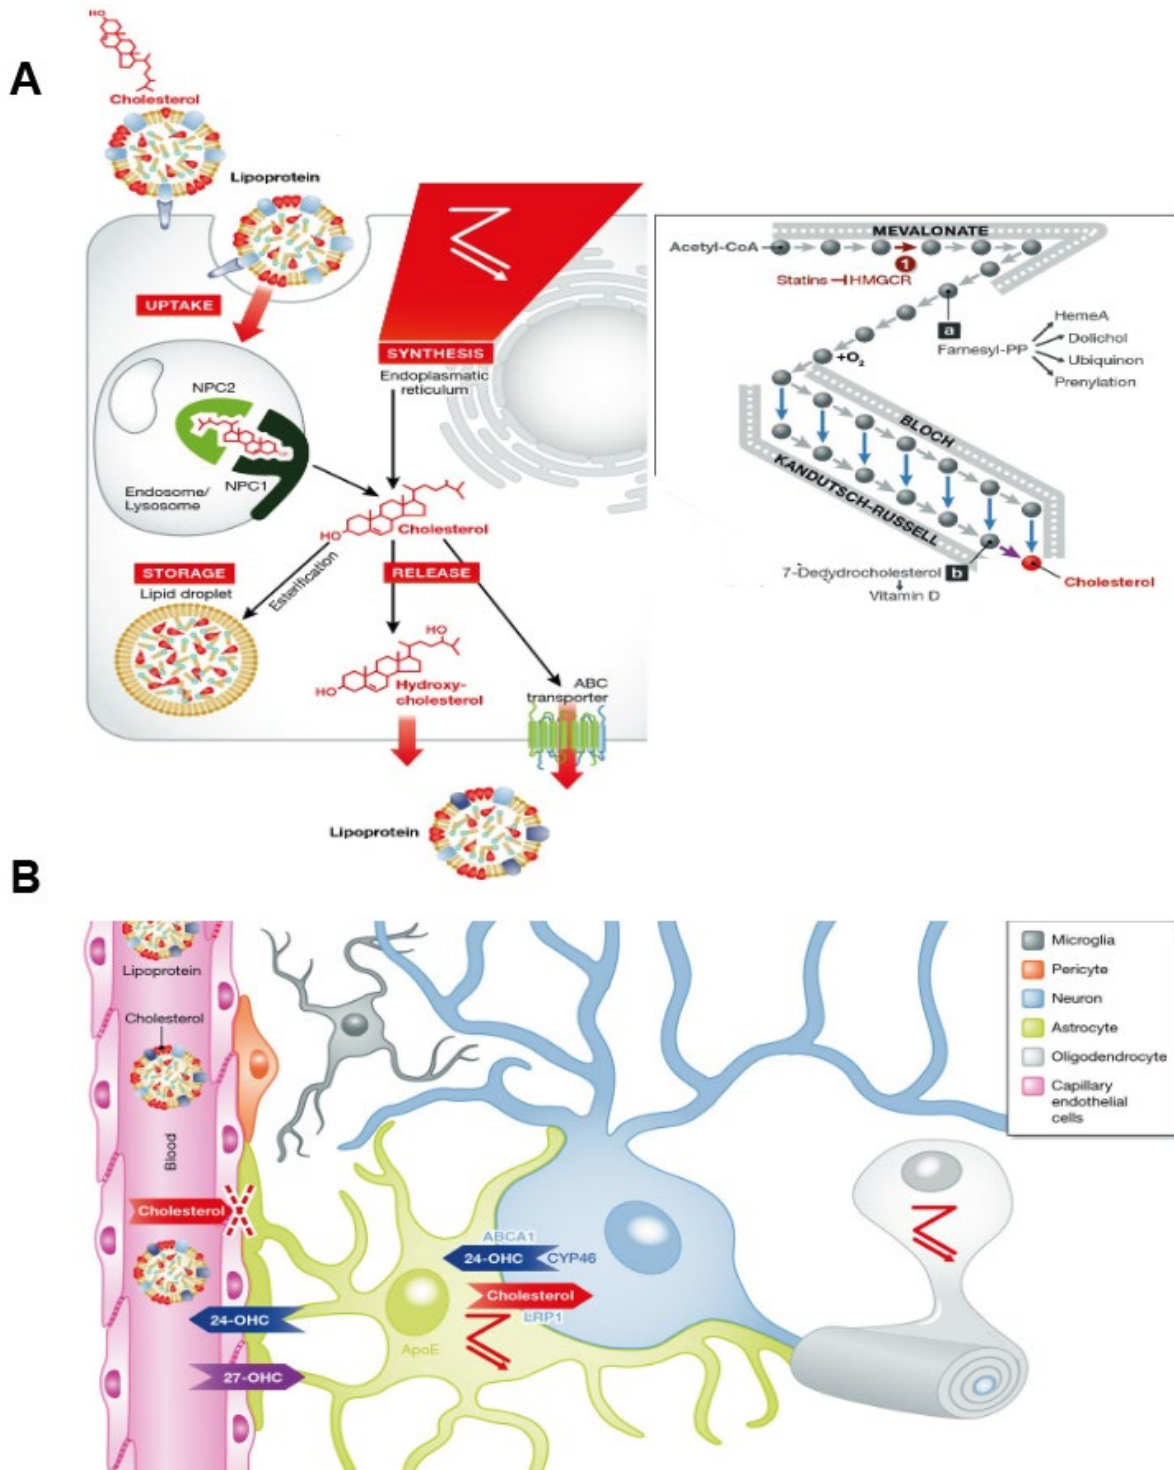 A
HO
Cholesterol
Lipoprotein
UPTAKE
SYNTHESIS
Endoplasmatic
reticulum
NPC2
NPC1
Endosome/
Lysosome
HO
Cholesterol
STORAGE
Lipid droplet
Esterification
RELEASE
HO
HO
Hydroxy-
cholesterol
ABC
transporter
Lipoprotein
MEVALONATE
Acetyl-CoA
1
Statins HMGCR
a
Farnesyl-PP
HemeA
Dolichol
Ubiquinon
Prenylation
+O2
BLOCH
KANDUTSCH-RUSSELL
7-Dedydrocholesterol b
Vitamin D
Cholesterol
B
Lipoprotein
Cholesterol
Blood
Cholesterol
24-OHC
27-OHC
ABCA1
24-OHC CYP46
Cholesterol
LRP1
ApoE
Microglia
Pericyte
Neuron
Astrocyte
Oligodendrocyte
Capillary
endothelial
cells